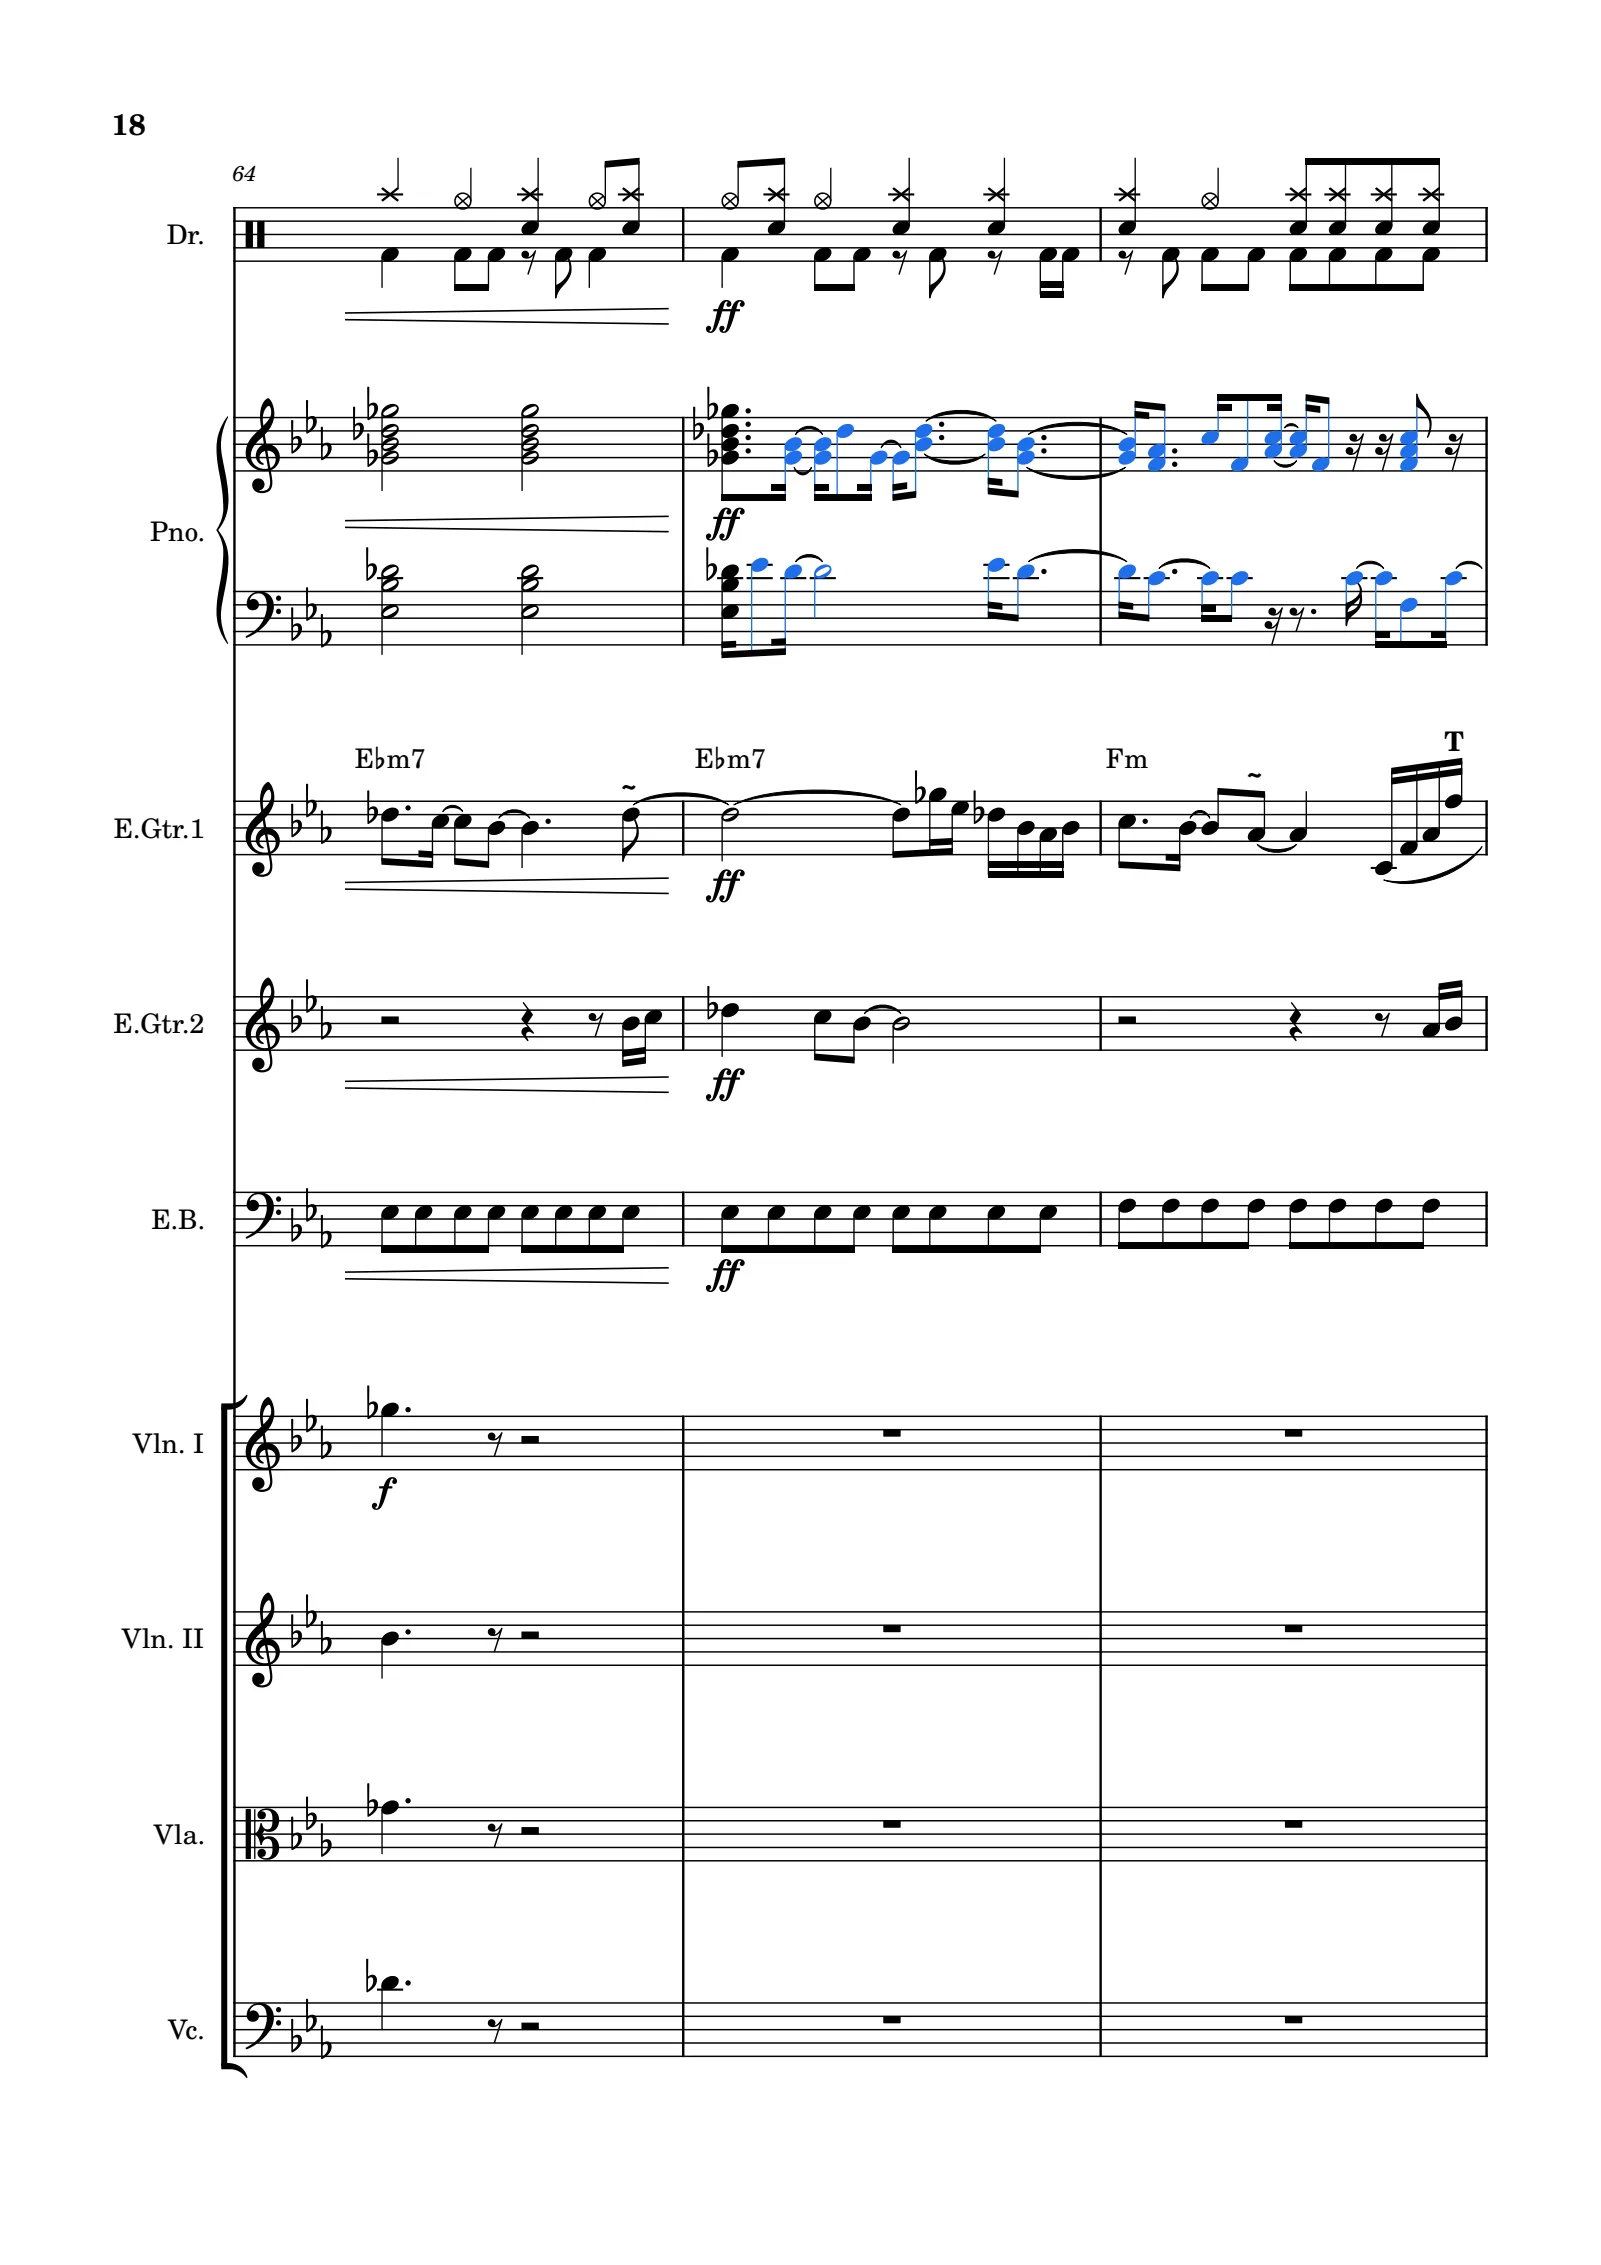 18
64
Dr.
ff
Pno.
ff
T
E♭m7 E♭m7 Fm
E.Gtr.1
ff
E.Gtr.2
ff
E.B.
ff
Vln. I
f
Vln. II
Vla.
Vc.